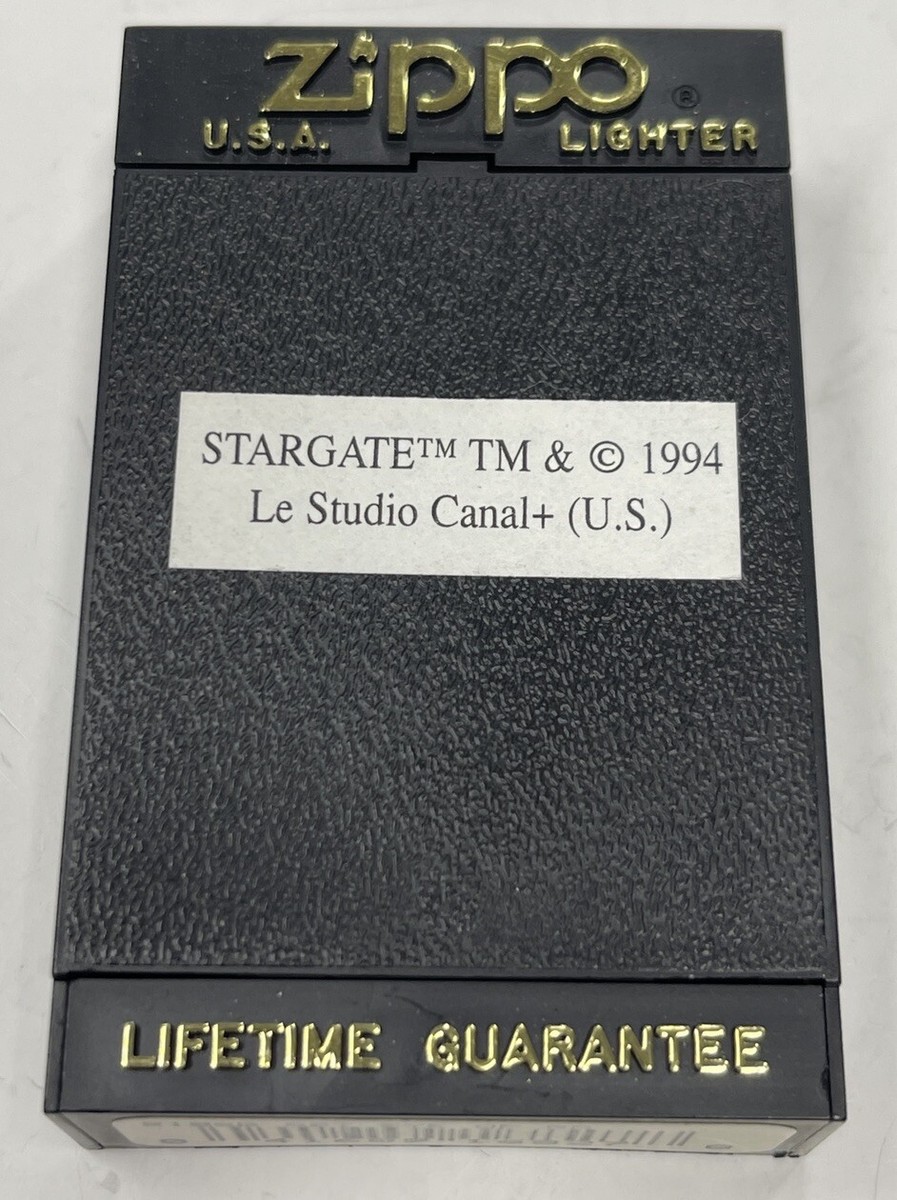 Zippo ®
U.S.A. LIGHTER
STARGATE™ TM & © 1994
Le Studio Canal+ (U.S.)
LIFETIME GUARANTEE